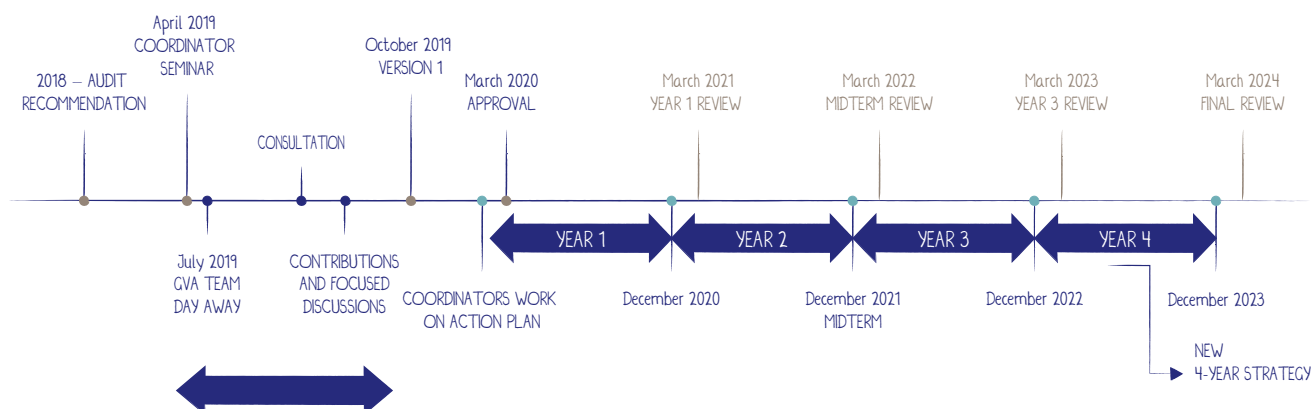 2018 – AUDIT
RECOMMENDATION
April 2019
COORDINATOR
SEMINAR
July 2019
GVA TEAM
DAY AWAY
CONSULTATION
CONTRIBUTIONS
AND FOCUSED
DISCUSSIONS
October 2019
VERSION 1
COORDINATORS WORK
ON ACTION PLAN
March 2020
APPROVAL
March 2021
YEAR 1 REVIEW
March 2022
MIDTERM REVIEW
March 2023
YEAR 3 REVIEW
March 2024
FINAL REVIEW
YEAR 1
YEAR 2
YEAR 3
YEAR 4
December 2020
December 2021
MIDTERM
December 2022
December 2023
NEW
4-YEAR STRATEGY